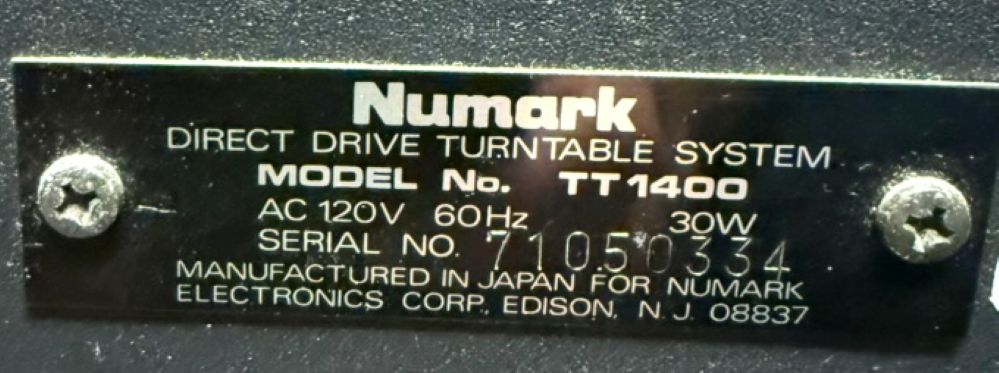 Numark
DIRECT DRIVE TURNTABLE SYSTEM
MODEL No. TT1400
AC 120V 60Hz 30W
SERIAL NO. 71050334
MANUFACTURED IN JAPAN FOR NUMARK
ELECTRONICS CORP., EDISON, N.J. 08837